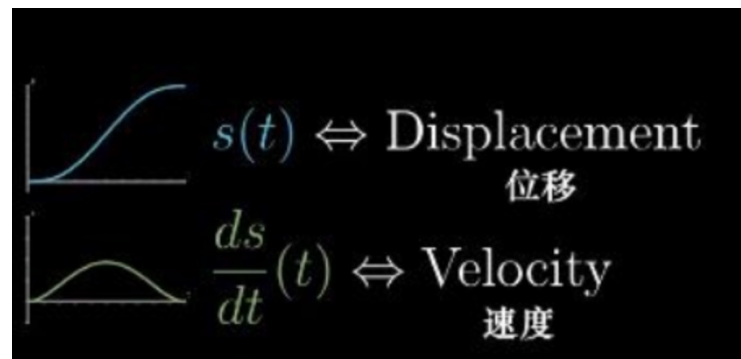 s(t) ⇔ Displacement
位移
ds/dt (t) ⇔ Velocity
速度